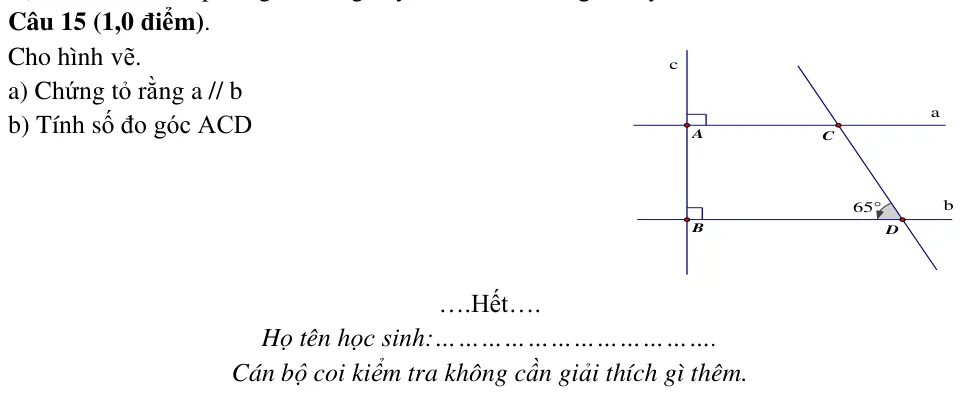 Câu 15 (1,0 điểm).
Cho hình vẽ.
a) Chứng tỏ rằng a // b
b) Tính số đo góc ACD
c
a
A
C
65°
b
B
D
….Hết….
Họ tên học sinh:……………………………….
Cán bộ coi kiểm tra không cần giải thích gì thêm.